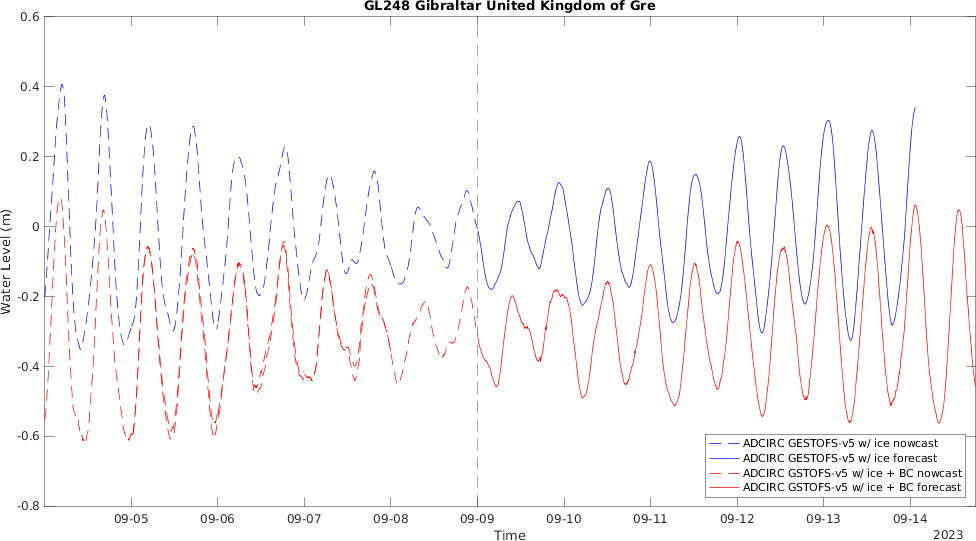 GL248 Gibraltar United Kingdom of Gre
0.6
0.4
0.2
0
-0.2
-0.4
-0.6
-0.8
Water Level (m)
ADCIRC GESTOFS-v5 w/ ice nowcast
ADCIRC GESTOFS-v5 w/ ice forecast
ADCIRC GSTOFS-v5 w/ ice + BC nowcast
ADCIRC GSTOFS-v5 w/ ice + BC forecast
09-05 09-06 09-07 09-08 09-09 09-10 09-11 09-12 09-13 09-14
Time
2023